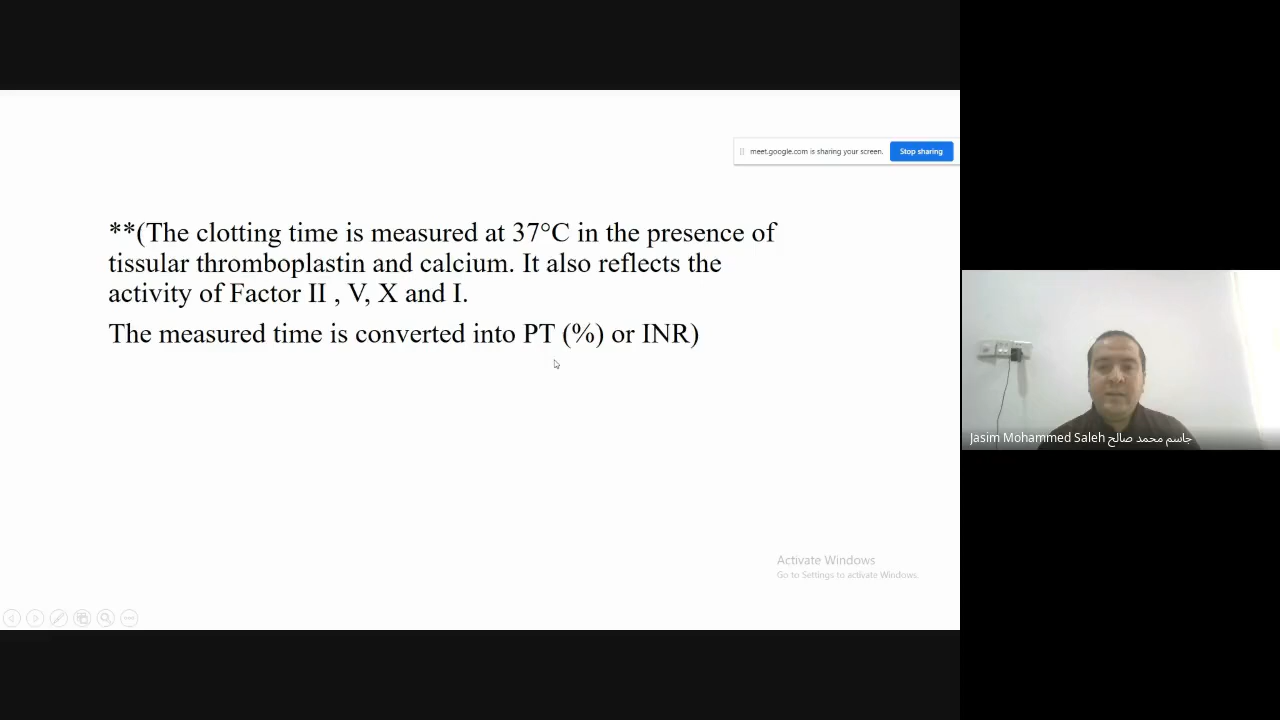 meet.google.com is sharing your screen.
Stop sharing
**(The clotting time is measured at 37°C in the presence of
tissular thromboplastin and calcium. It also reflects the
activity of Factor II , V, X and I.
The measured time is converted into PT (%) or INR)
Jasim Mohammed Saleh جاسم محمد صالح
Activate Windows
Go to Settings to activate Windows.